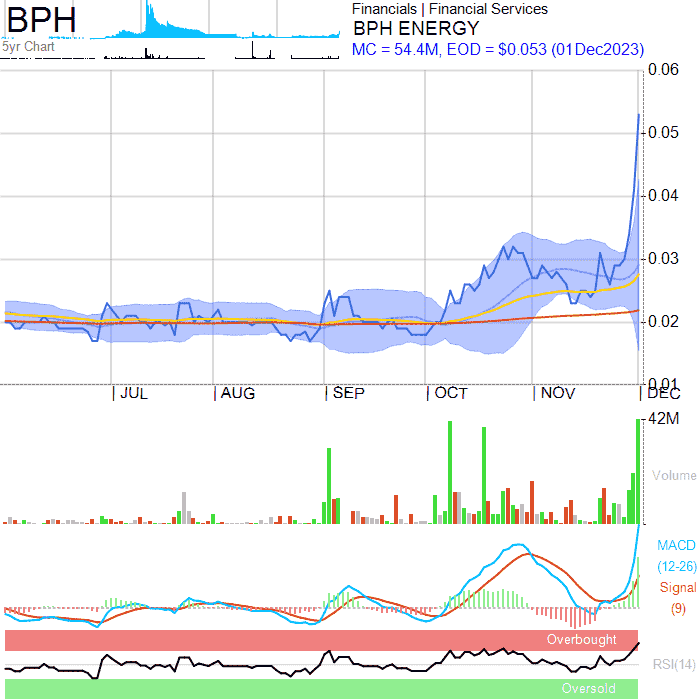 BPH
5yr Chart
Financials | Financial Services
BPH ENERGY
MC = 54.4M, EOD = $0.053 (01Dec2023)
0.06
0.05
0.04
0.03
0.02
0.01
| JUL | AUG | SEP | OCT | NOV | DEC
42M
Volume
MACD
(12-26)
Signal
(9)
Overbought
RSI(14)
Oversold